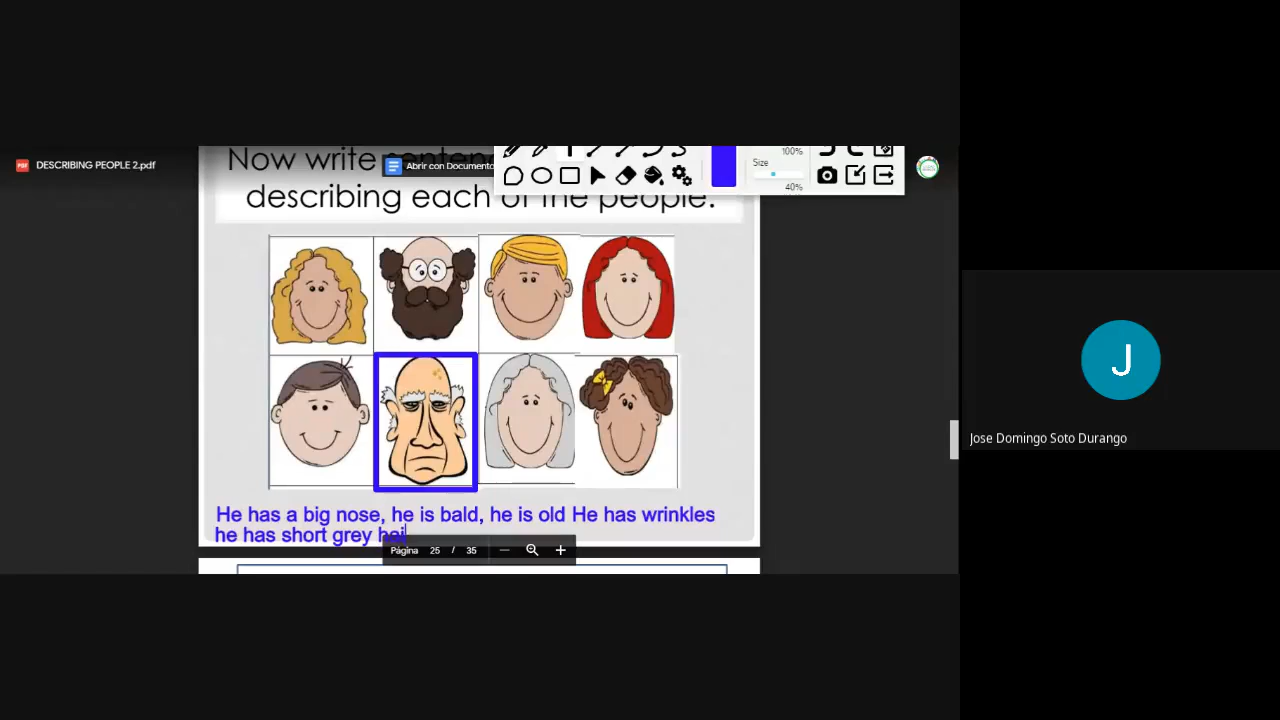 DESCRIBING PEOPLE 2.pdf
Abrir con Documento
100%
Size
40%
Now write
describing each of the people.
He has a big nose, he is bald, he is old He has wrinkles
he has short grey hai
Página 25 / 35
J
Jose Domingo Soto Durango